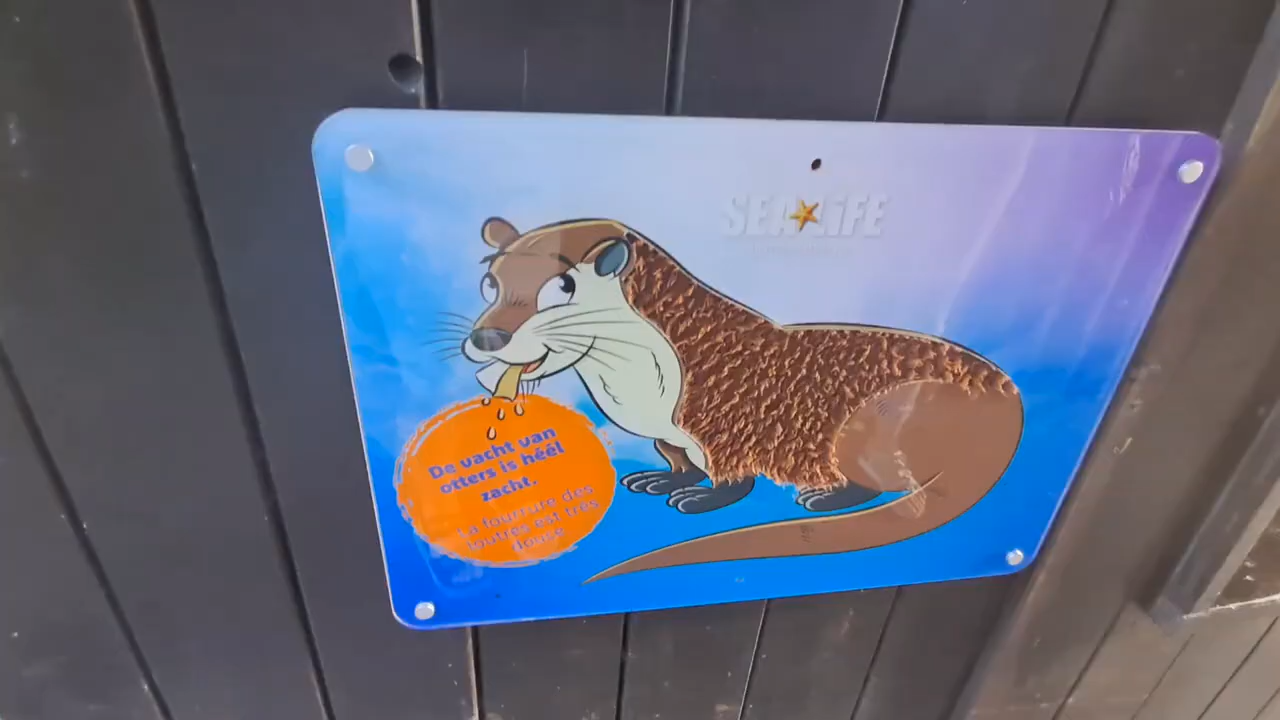 SEA LiFE
De vacht van
otters is héél
zacht.
La fourrure des
loutres est très
douce